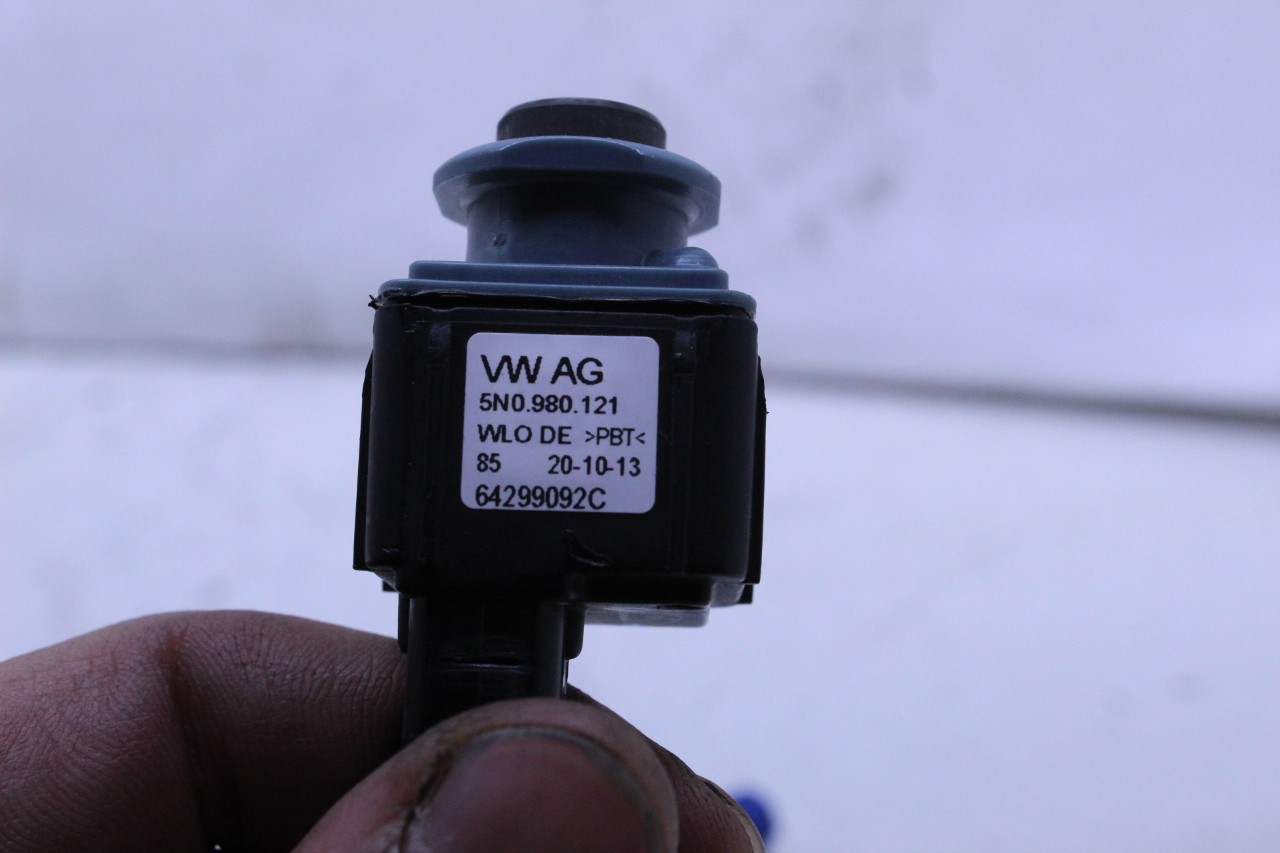 VW AG
5N0.980.121
WLO DE >PBT<
85 20-10-13
64299092C